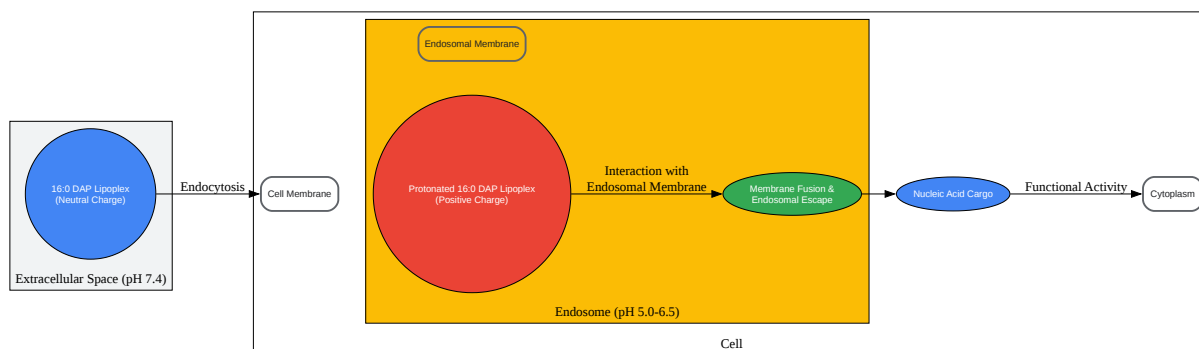 Endosomal Membrane
16:0 DAP Lipoplex
(Neutral Charge)
Extracellular Space (pH 7.4)
Endocytosis
Cell Membrane
Protonated 16:0 DAP Lipoplex
(Positive Charge)
Interaction with
Endosomal Membrane
Membrane Fusion &
Endosomal Escape
Endosome (pH 5.0-6.5)
Nucleic Acid Cargo
Functional Activity
Cytoplasm
Cell